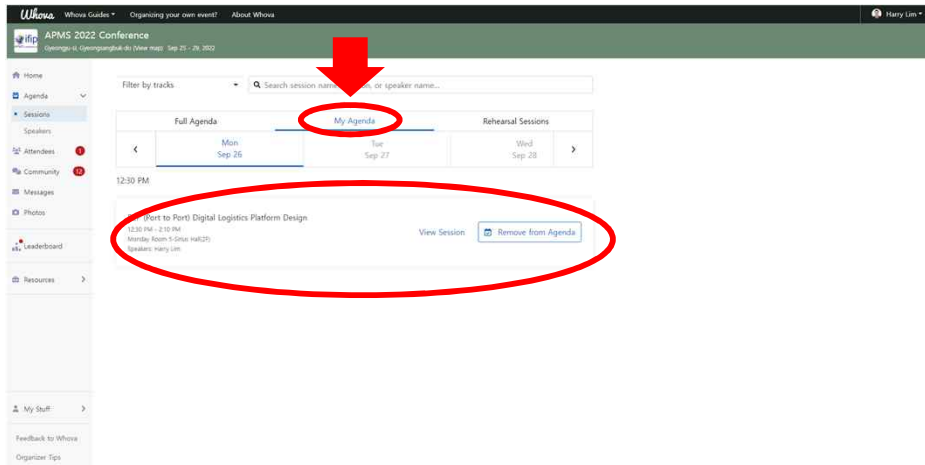 Whova Whova Guides Organizing your own event? About Whova Harry Lim
ifip APMS 2022 Conference
Gyeongju-si, Gyeongsangbuk-do (View map) Sep 25 - 29, 2022
Home
Agenda
Sessions
Speakers
Attendees
Community 12
Messages
Photos
Leaderboard
Resources
My Stuff
Feedback to Whova
Organizer Tips
Filter by tracks Search session name, or speaker name...
Full Agenda My Agenda Rehearsal Sessions
Mon Tue Wed
Sep 26 Sep 27 Sep 28
12:30 PM
(Port to Port) Digital Logistics Platform Design
12:30 PM - 2:10 PM
Monday Room 5-Sirius Hall(2F)
Speakers: Harry Lim
View Session Remove from Agenda